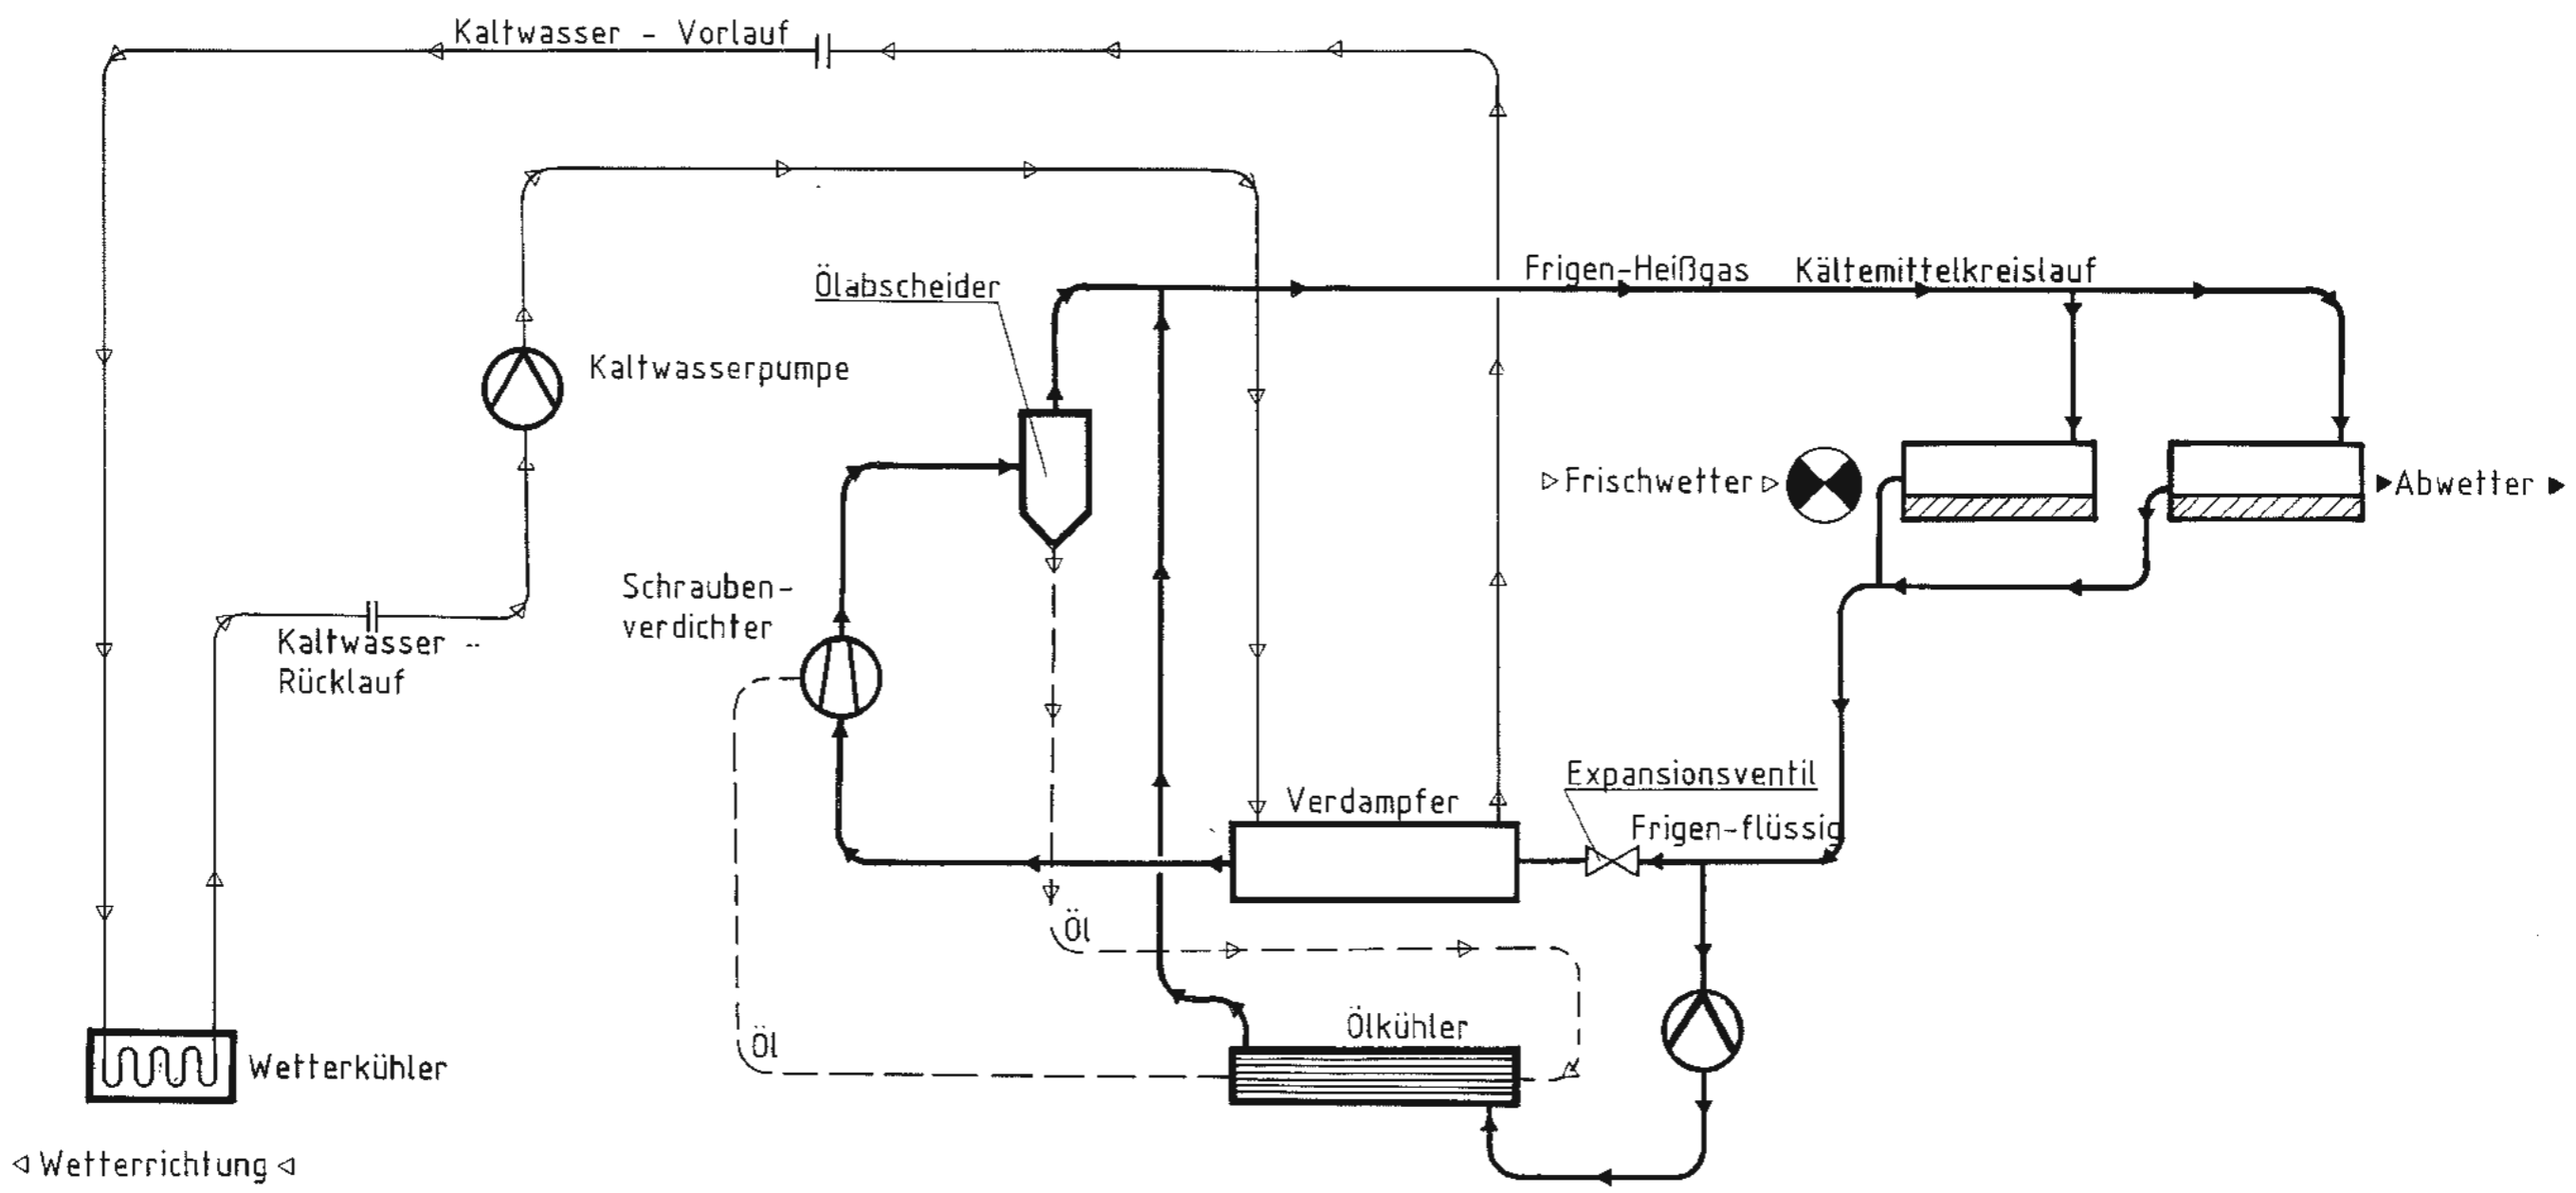 Kaltwasser - Vorlauf
Frigen-Heißgas Kältemittelkreislauf
Ölabscheider
Kaltwasserpumpe
Frischwetter
Abwetter
Schrauben-
verdichter
Kaltwasser -
Rücklauf
Expansionsventil
Verdampfer
Frigen-flüssig
Öl
Ölkühler
Öl
Wetterkühler
Wetterrichtung